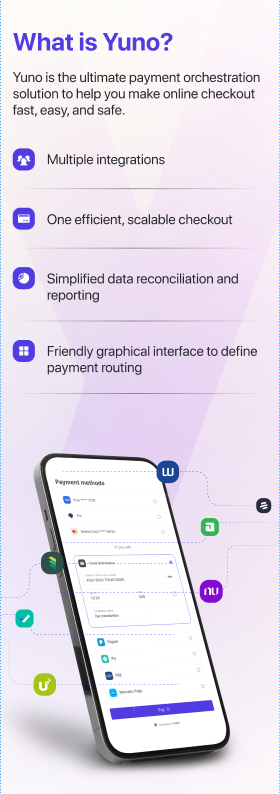 What is Yuno?
Yuno is the ultimate payment orchestration
solution to help you make online checkout
fast, easy, and safe.
Multiple integrations
One efficient, scalable checkout
Simplified data reconciliation and
reporting
Friendly graphical interface to define
payment routing
Payment methods
Pix
Card information
Paypal
Pix
PSE
Mercado Pago
Pay
W
nu